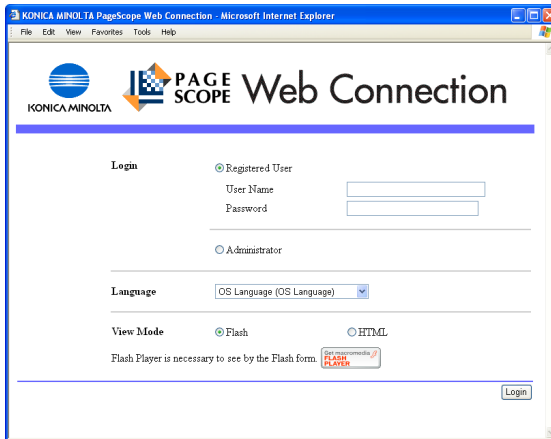 KONICA MINOLTA PageScope Web Connection - Microsoft Internet Explorer
File Edit View Favorites Tools Help
KONICA MINOLTA
PAGE SCOPE Web Connection
Login
Registered User
User Name
Password
Administrator
Language
OS Language (OS Language)
View Mode
Flash
HTML
Flash Player is necessary to see by the Flash form.
Get macromedia
FLASH
PLAYER
Login